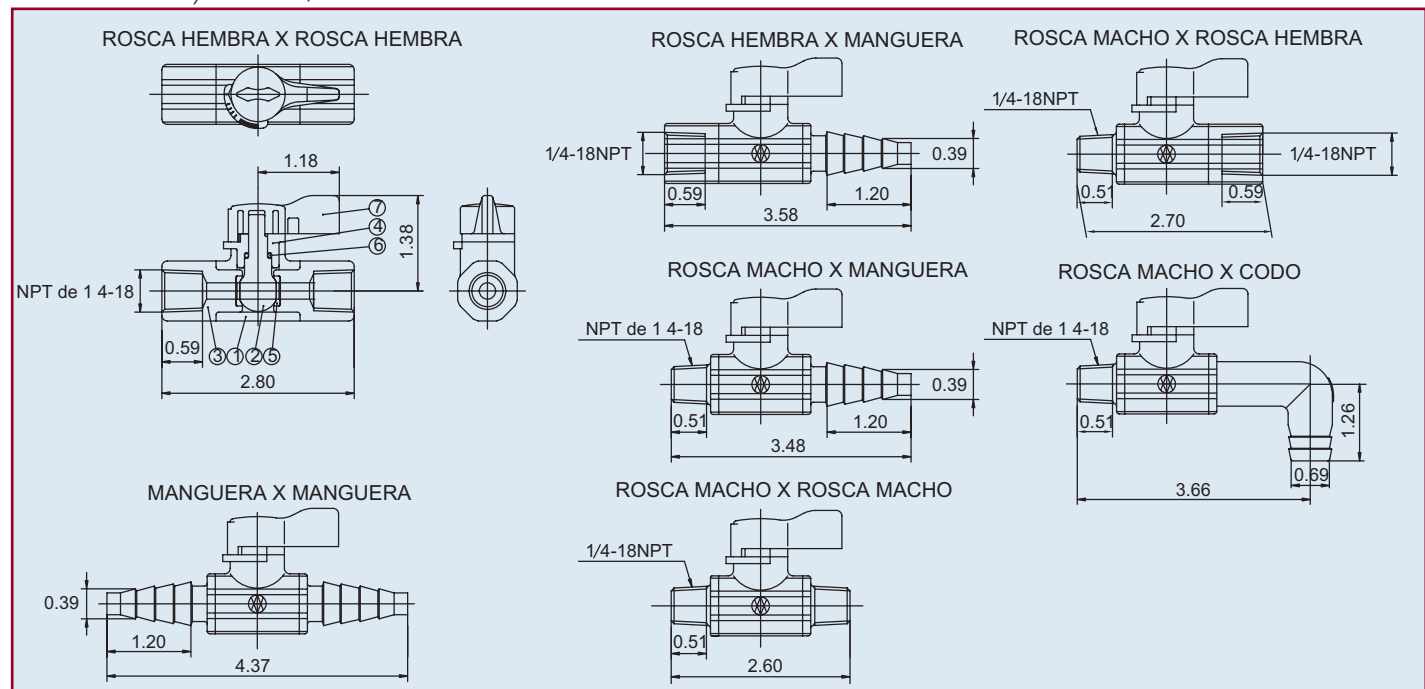 ROSCA HEMBRA X ROSCA HEMBRA
1.18
⑦
④
⑥
1.38
NPT de 1 4-18
0.59
③①②⑤
2.80
MANGUERA X MANGUERA
0.39
1.20
4.37
ROSCA HEMBRA X MANGUERA
1/4-18NPT
0.39
0.59
1.20
3.58
ROSCA MACHO X MANGUERA
NPT de 1 4-18
0.39
0.51
1.20
3.48
ROSCA MACHO X ROSCA MACHO
1/4-18NPT
0.51
2.60
ROSCA MACHO X ROSCA HEMBRA
1/4-18NPT
1/4-18NPT
0.51
0.59
2.70
ROSCA MACHO X CODO
NPT de 1 4-18
0.51
1.26
0.69
3.66